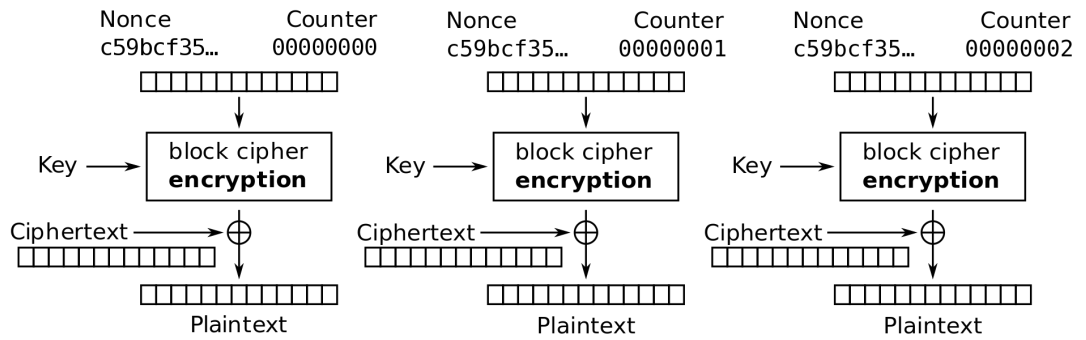 Nonce Counter Nonce Counter Nonce Counter
c59bcf35… 00000000 c59bcf35… 00000001 c59bcf35… 00000002
block cipher block cipher block cipher
Key Key Key
encryption encryption encryption
Ciphertext Ciphertext Ciphertext
Plaintext Plaintext Plaintext